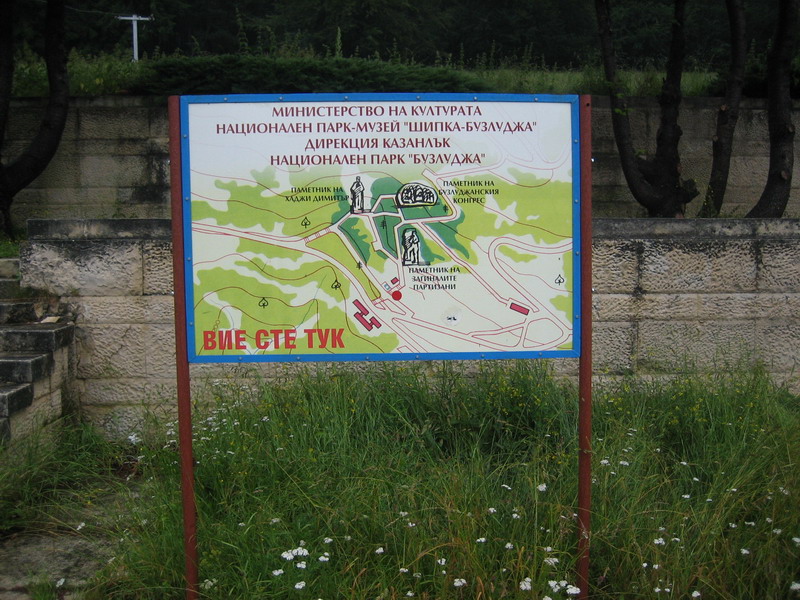 МИНИСТЕРСТВО НА КУЛТУРАТА
НАЦИОНАЛЕН ПАРК-МУЗЕЙ "ШИПКА-БУЗЛУДЖА"
ДИРЕКЦИЯ КАЗАНЛЪК
НАЦИОНАЛЕН ПАРК "БУЗЛУДЖА"
ПАМЕТНИК НА
ХАДЖИ ДИМИТЪР
ПАМЕТНИК НА
БУЗЛУДЖАНСКИЯ
КОНГРЕС
ПАМЕТНИК НА
ЗАГИНАЛИТЕ
ПАРТИЗАНИ
ВИЕ СТЕ ТУК